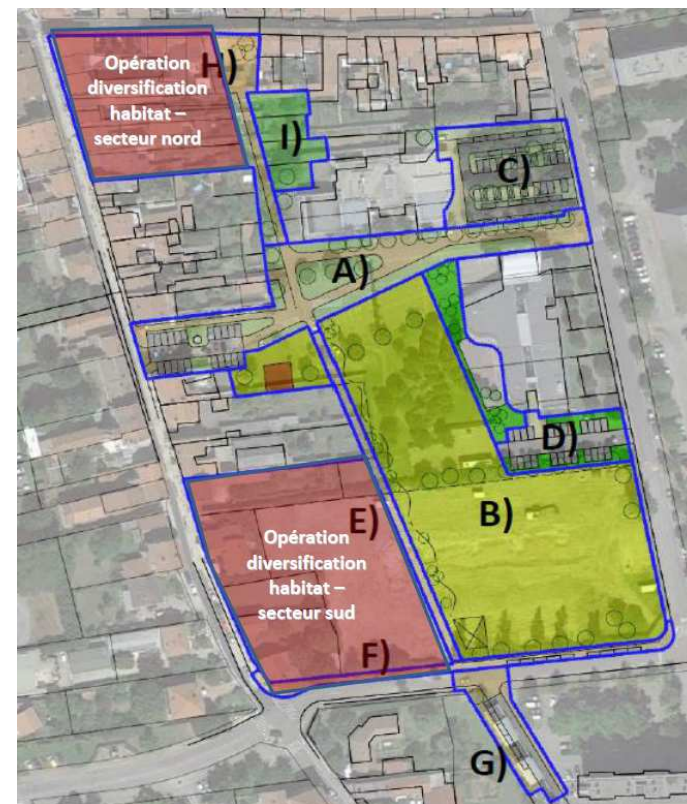 Opération
diversification
habitat –
secteur nord
H)
I)
C)
A)
D)
B)
E)
Opération
diversification
habitat –
secteur sud
F)
G)